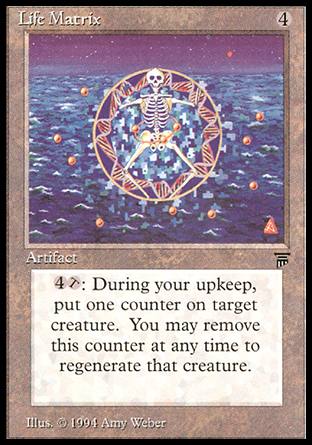 Life Matrix 4
Artifact
4: During your upkeep,
put one counter on target
creature. You may remove
this counter at any time to
regenerate that creature.
Illus. © 1994 Amy Weber